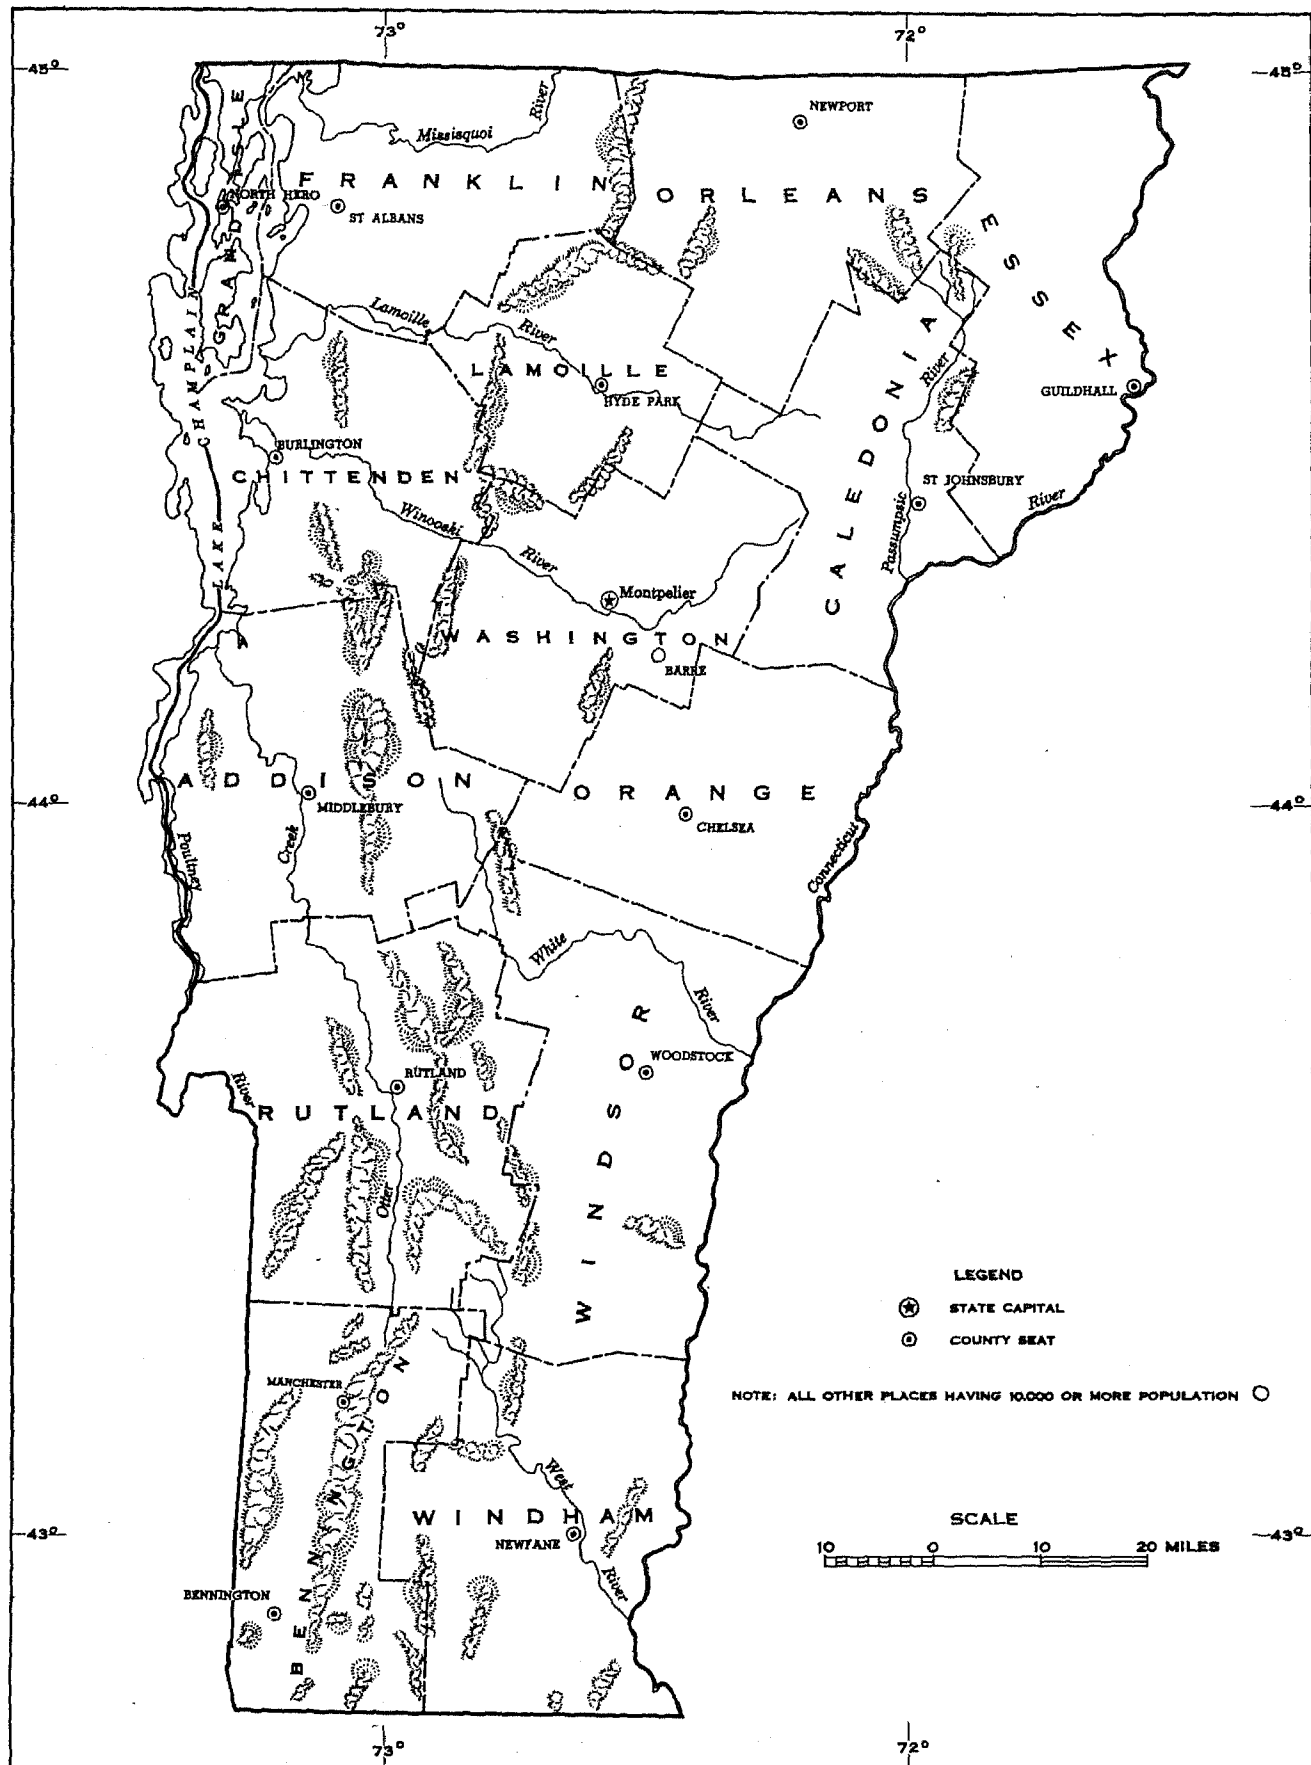 73° 72°
45° 45°
GRAND ISLE
Missisquoi River
NEWPORT
FRANKLIN
ORLEANS
NORTH HERO
ST ALBANS
ESSEX
LAKE CHAMPLAIN
Lamoille River
LAMOILLE
HYDE PARK
CALEDONIA
GUILDHALL
BURLINGTON
CHITTENDEN
Winooski River
Passumpsic River
ST JOHNSBURY
River
Montpelier
WASHINGTON
BARRE
A
ADDISON
MIDDLEBURY
ORANGE
CHELSEA
44° 44°
Poultney
Creek
Connecticut
White River
WINDSOR
WOODSTOCK
RUTLAND
River
RUTLAND
Otter
LEGEND
STATE CAPITAL
COUNTY SEAT
NOTE: ALL OTHER PLACES HAVING 10.000 OR MORE POPULATION
MANCHESTER
BENNNGTON
West River
WINDHAM
NEWFANE
43° 43°
SCALE
10 0 10 20 MILES
BENNINGTON
73° 72°